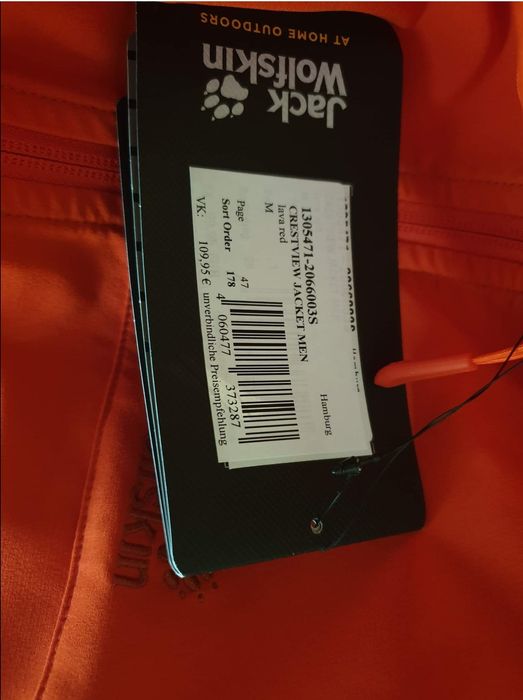 Jack
Wolfskin
AT HOME OUTDOORS
Hamburg
1305471-2066003S
CRESTVIEW JACKET MEN
lava red
M
Page 47
Sort Order 178
4 060477 373287
VK: 109,95 € unverbindliche Preisempfehlung